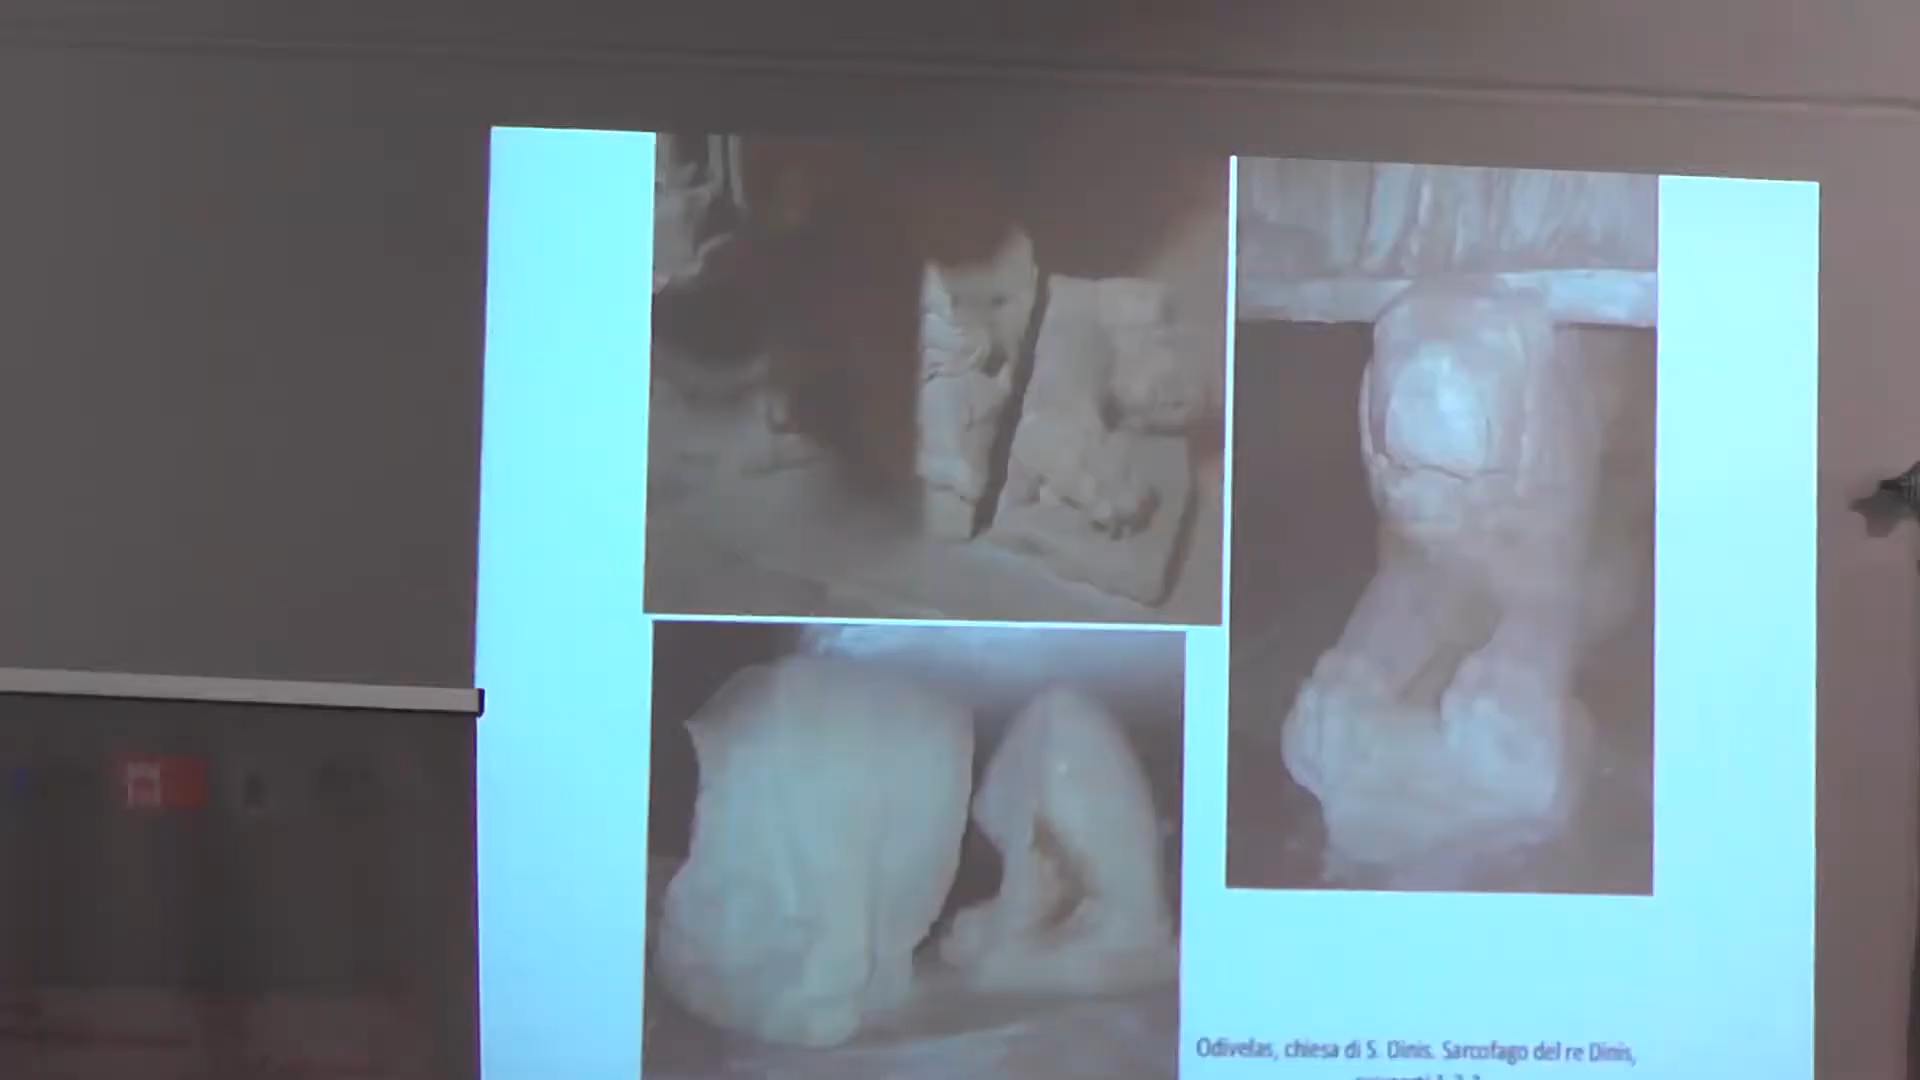 Odivelas, chiesa di S. Dinis. Sarcofago del re Dinis,